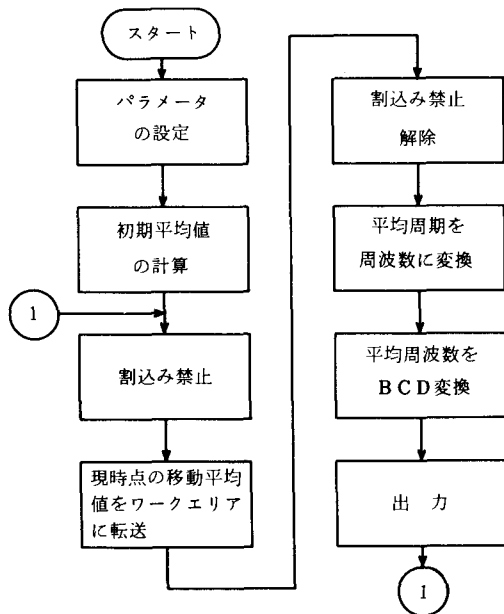 スタート
パラメータ
の設定
初期平均値
の計算
1
割込み禁止
現時点の移動平均
値をワークエリア
に転送
割込み禁止
解除
平均周期を
周波数に変換
平均周波数を
BCD変換
出 力
1